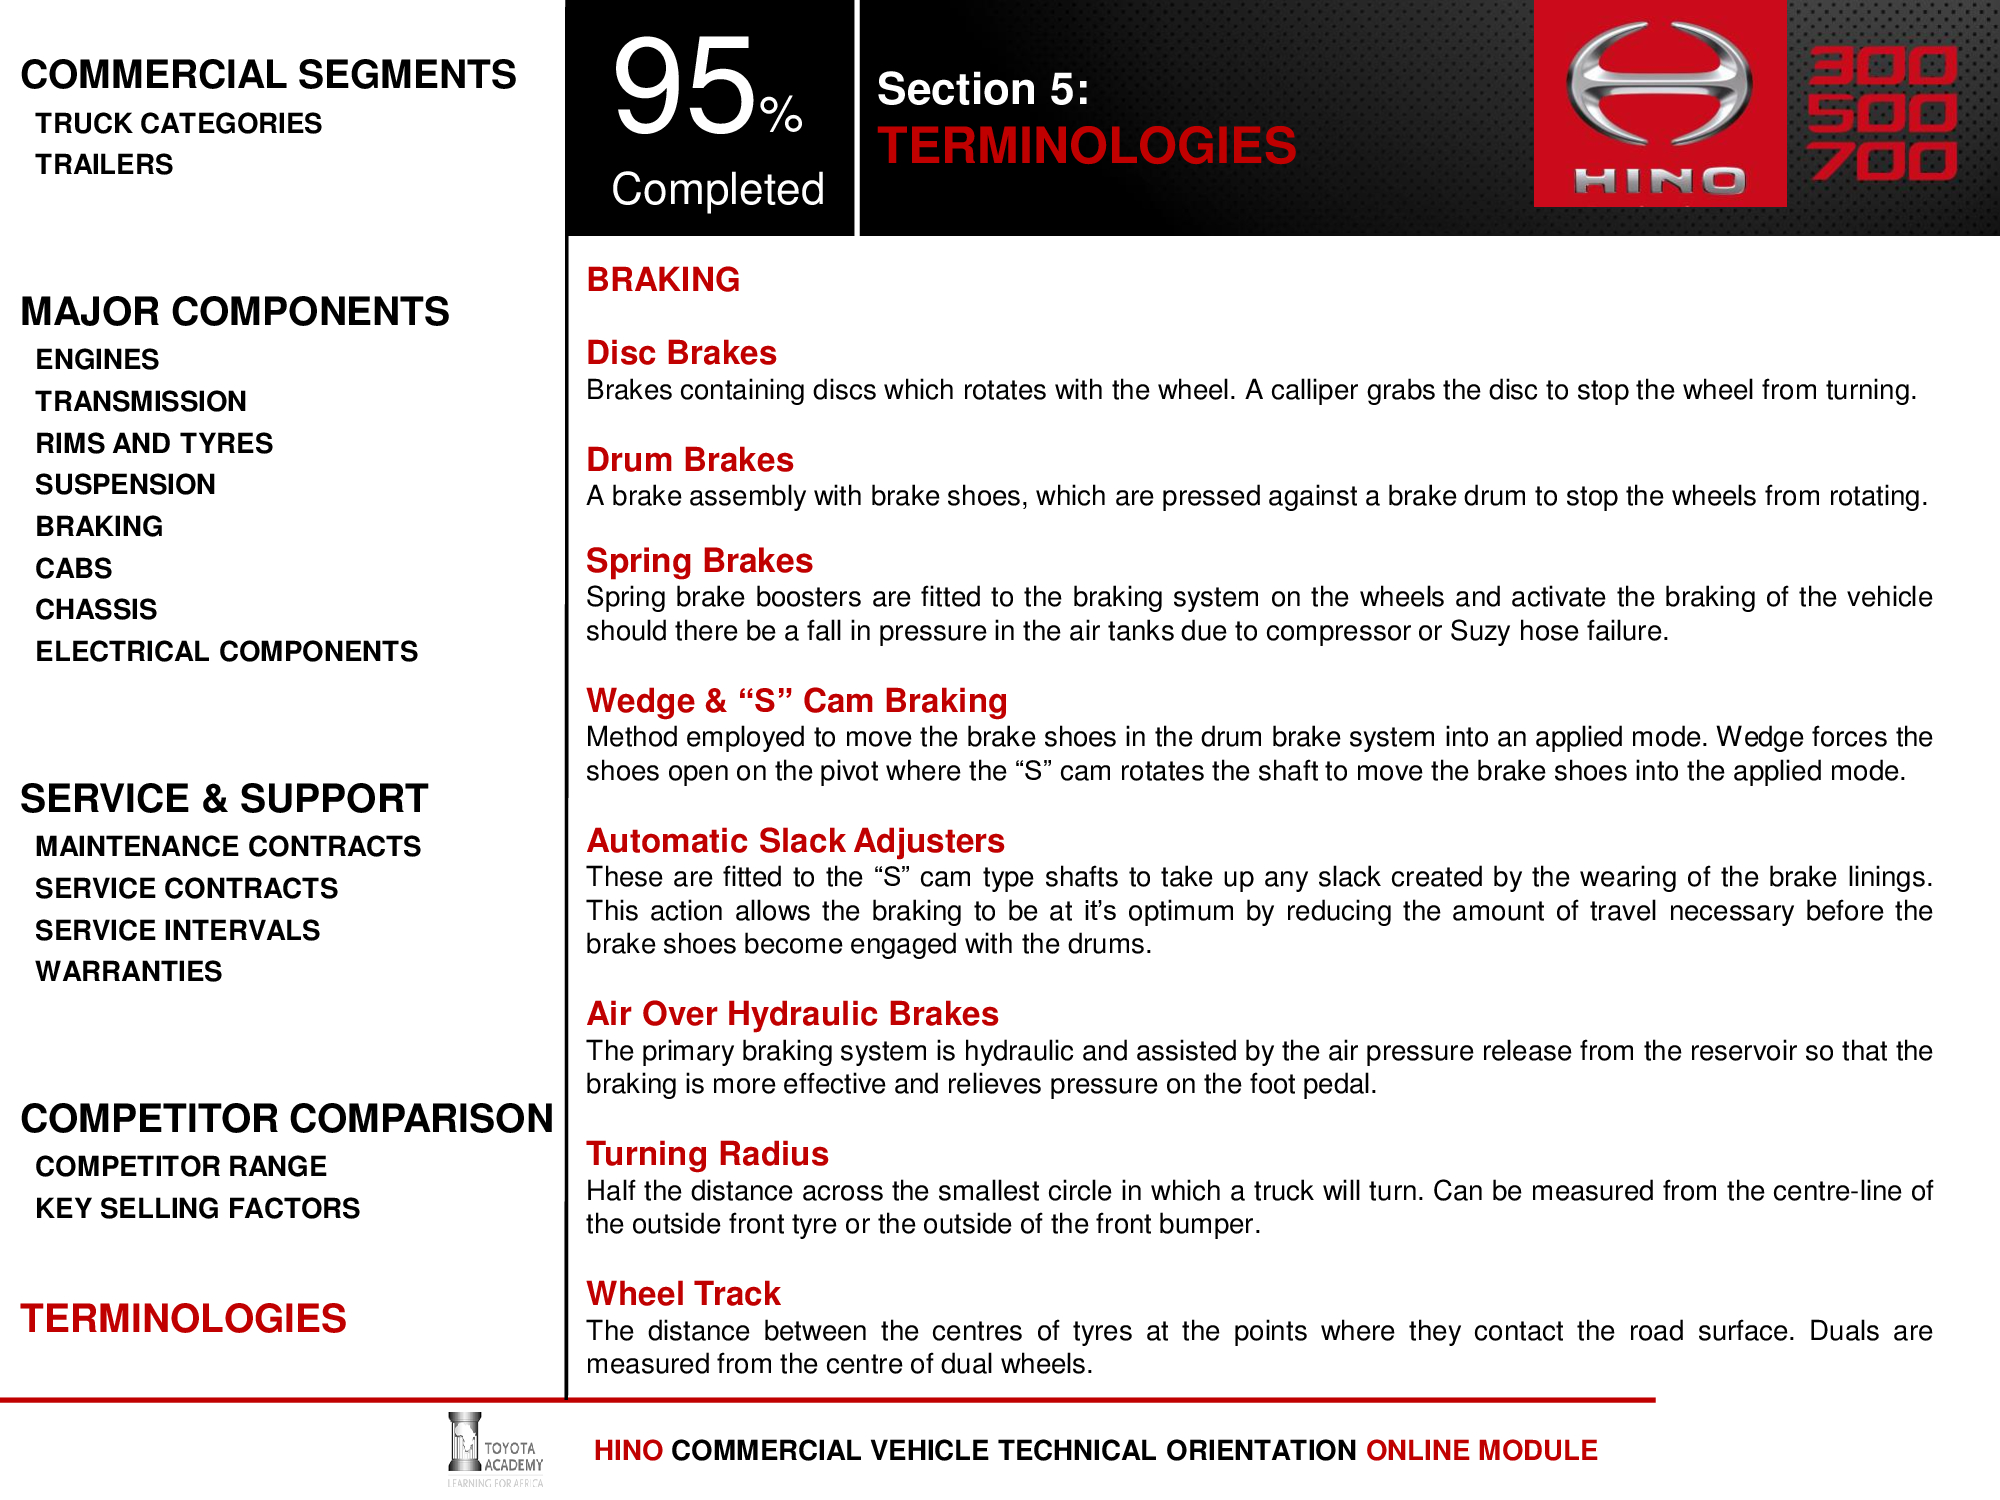 COMMERCIAL SEGMENTS
TRUCK CATEGORIES
TRAILERS
MAJOR COMPONENTS
ENGINES
TRANSMISSION
RIMS AND TYRES
SUSPENSION
BRAKING
CABS
CHASSIS
ELECTRICAL COMPONENTS
SERVICE & SUPPORT
MAINTENANCE CONTRACTS
SERVICE CONTRACTS
SERVICE INTERVALS
WARRANTIES
COMPETITOR COMPARISON
COMPETITOR RANGE
KEY SELLING FACTORS
TERMINOLOGIES
95%
Completed
Section 5:
TERMINOLOGIES
HINO
300
500
700
BRAKING
Disc Brakes
Brakes containing discs which rotates with the wheel. A calliper grabs the disc to stop the wheel from turning.
Drum Brakes
A brake assembly with brake shoes, which are pressed against a brake drum to stop the wheels from rotating.
Spring Brakes
Spring brake boosters are fitted to the braking system on the wheels and activate the braking of the vehicle
should there be a fall in pressure in the air tanks due to compressor or Suzy hose failure.
Wedge & “S” Cam Braking
Method employed to move the brake shoes in the drum brake system into an applied mode. Wedge forces the
shoes open on the pivot where the “S” cam rotates the shaft to move the brake shoes into the applied mode.
Automatic Slack Adjusters
These are fitted to the “S” cam type shafts to take up any slack created by the wearing of the brake linings.
This action allows the braking to be at it’s optimum by reducing the amount of travel necessary before the
brake shoes become engaged with the drums.
Air Over Hydraulic Brakes
The primary braking system is hydraulic and assisted by the air pressure release from the reservoir so that the
braking is more effective and relieves pressure on the foot pedal.
Turning Radius
Half the distance across the smallest circle in which a truck will turn. Can be measured from the centre-line of
the outside front tyre or the outside of the front bumper.
Wheel Track
The distance between the centres of tyres at the points where they contact the road surface. Duals are
measured from the centre of dual wheels.
TOYOTA
ACADEMY
LEARNING FOR AFRICA
HINO COMMERCIAL VEHICLE TECHNICAL ORIENTATION ONLINE MODULE